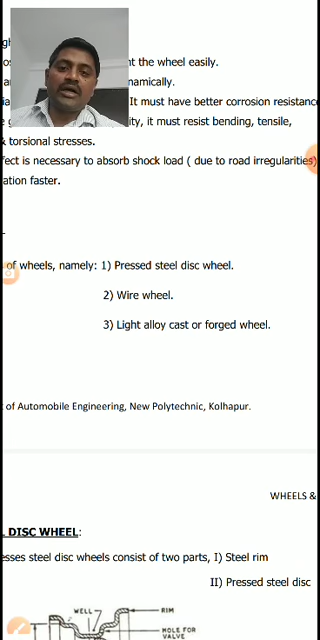 nt the wheel easily.
namically.
It must have better corrosion resistanc
ity, it must resist bending, tensile,
& torsional stresses.
fect is necessary to absorb shock load ( due to road irregularities)
ation faster.
of wheels, namely: 1) Pressed steel disc wheel.
2) Wire wheel.
3) Light alloy cast or forged wheel.
t of Automobile Engineering, New Polytechnic, Kolhapur.
WHEELS &
DISC WHEEL:
esses steel disc wheels consist of two parts, I) Steel rim
II) Pressed steel disc
WELL
RIM
HOLE FOR
VALVE